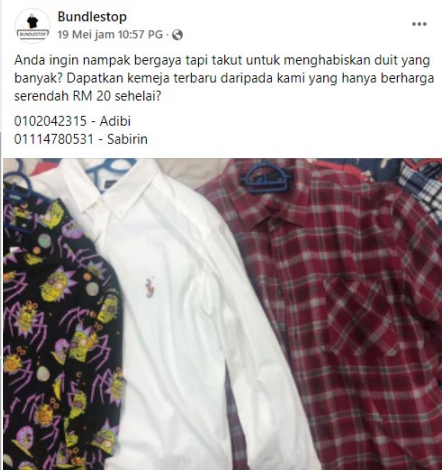 Bundlestop
19 Mei jam 10:57 PG ·
Anda ingin nampak bergaya tapi takut untuk menghabiskan duit yang
banyak? Dapatkan kemeja terbaru daripada kami yang hanya berharga
serendah RM 20 sehelai?
0102042315 - Adibi
01114780531 - Sabirin
BUNDLESTOP